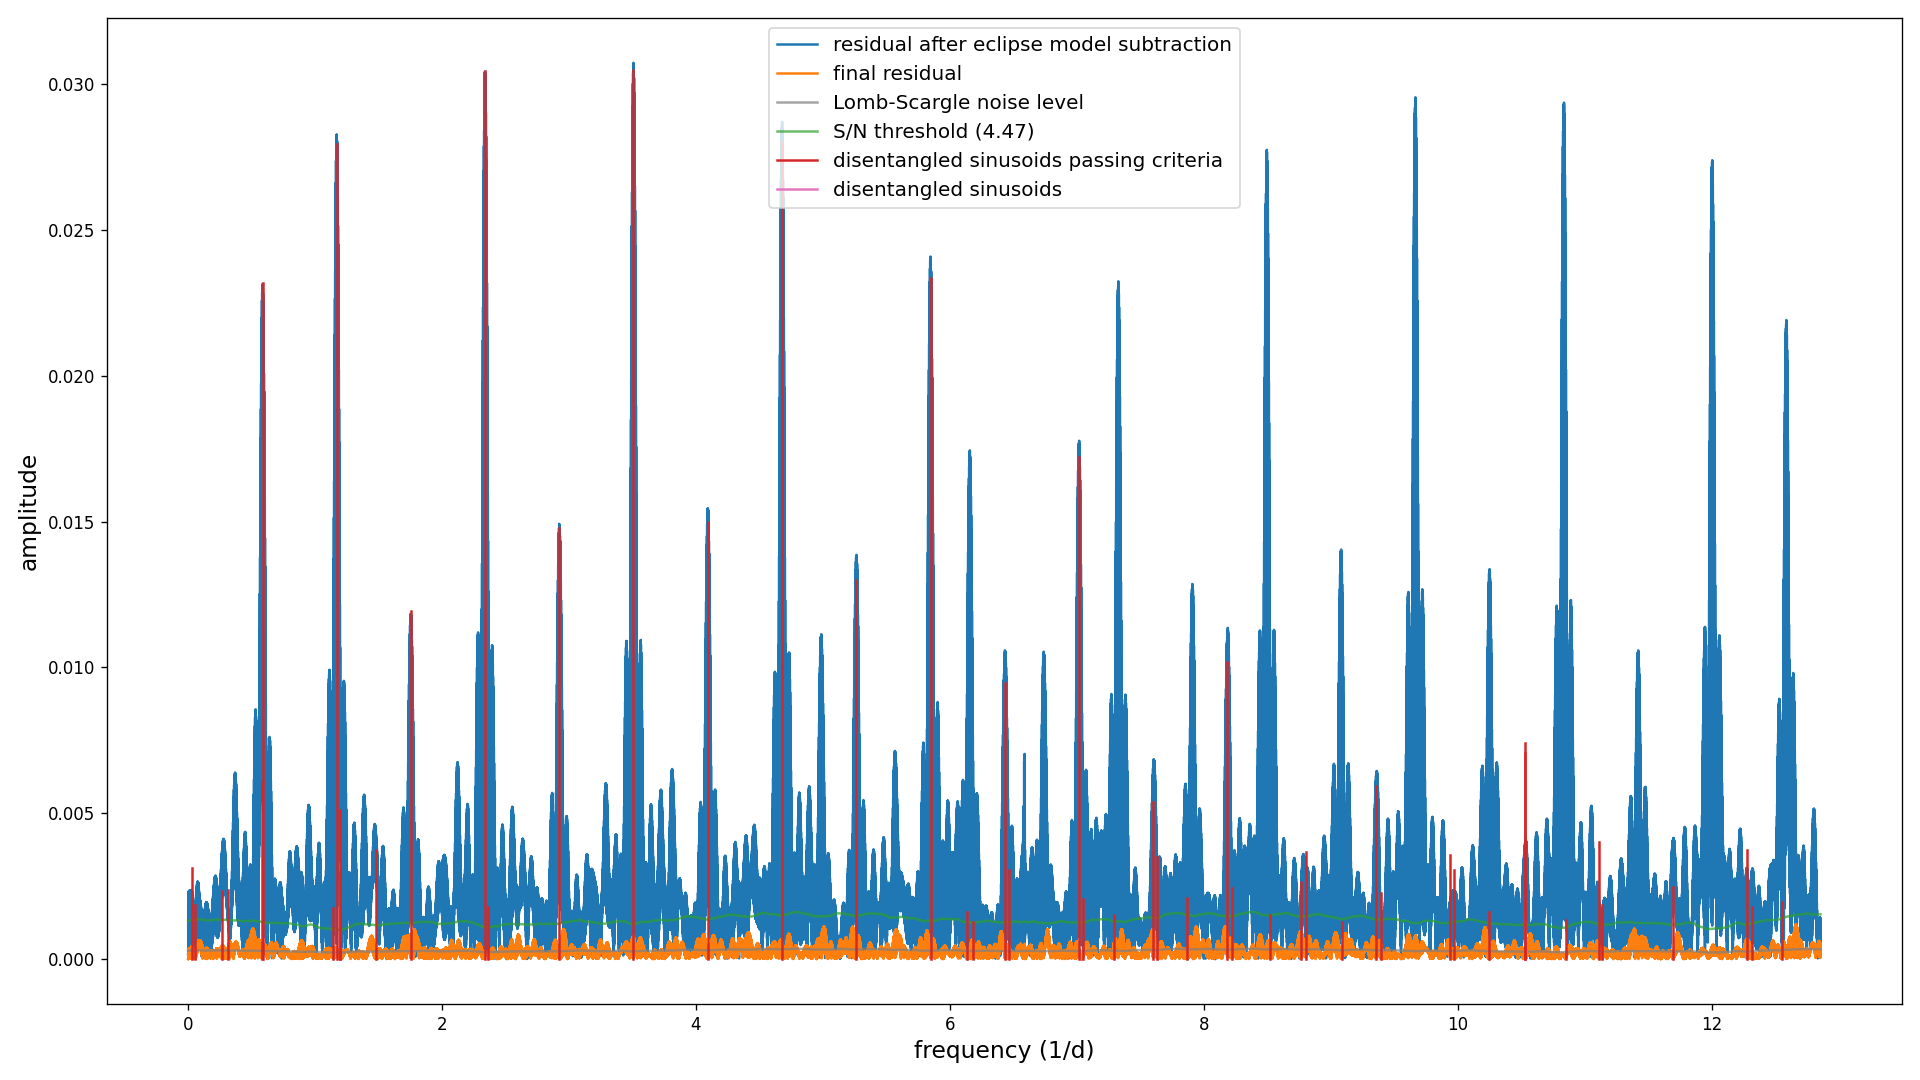 residual after eclipse model subtraction
final residual
Lomb-Scargle noise level
S/N threshold (4.47)
disentangled sinusoids passing criteria
disentangled sinusoids
0.030
0.025
0.020
0.015
0.010
0.005
0.000
amplitude
0 2 4 6 8 10 12
frequency (1/d)